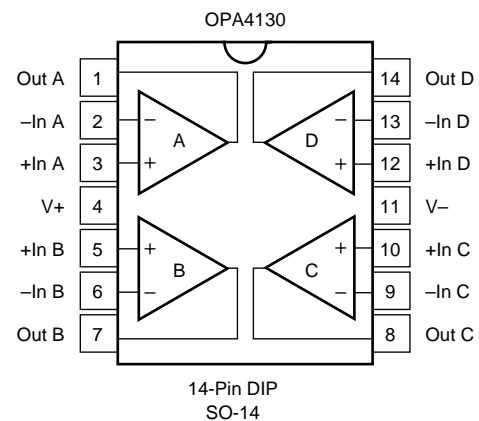 OPA4130
Out A 1 14 Out D
–In A 2 – – 13 –In D
A D
+In A 3 + + 12 +In D
V+ 4 11 V–
+In B 5 + + 10 +In C
B C
–In B 6 – – 9 –In C
Out B 7 8 Out C
14-Pin DIP
SO-14